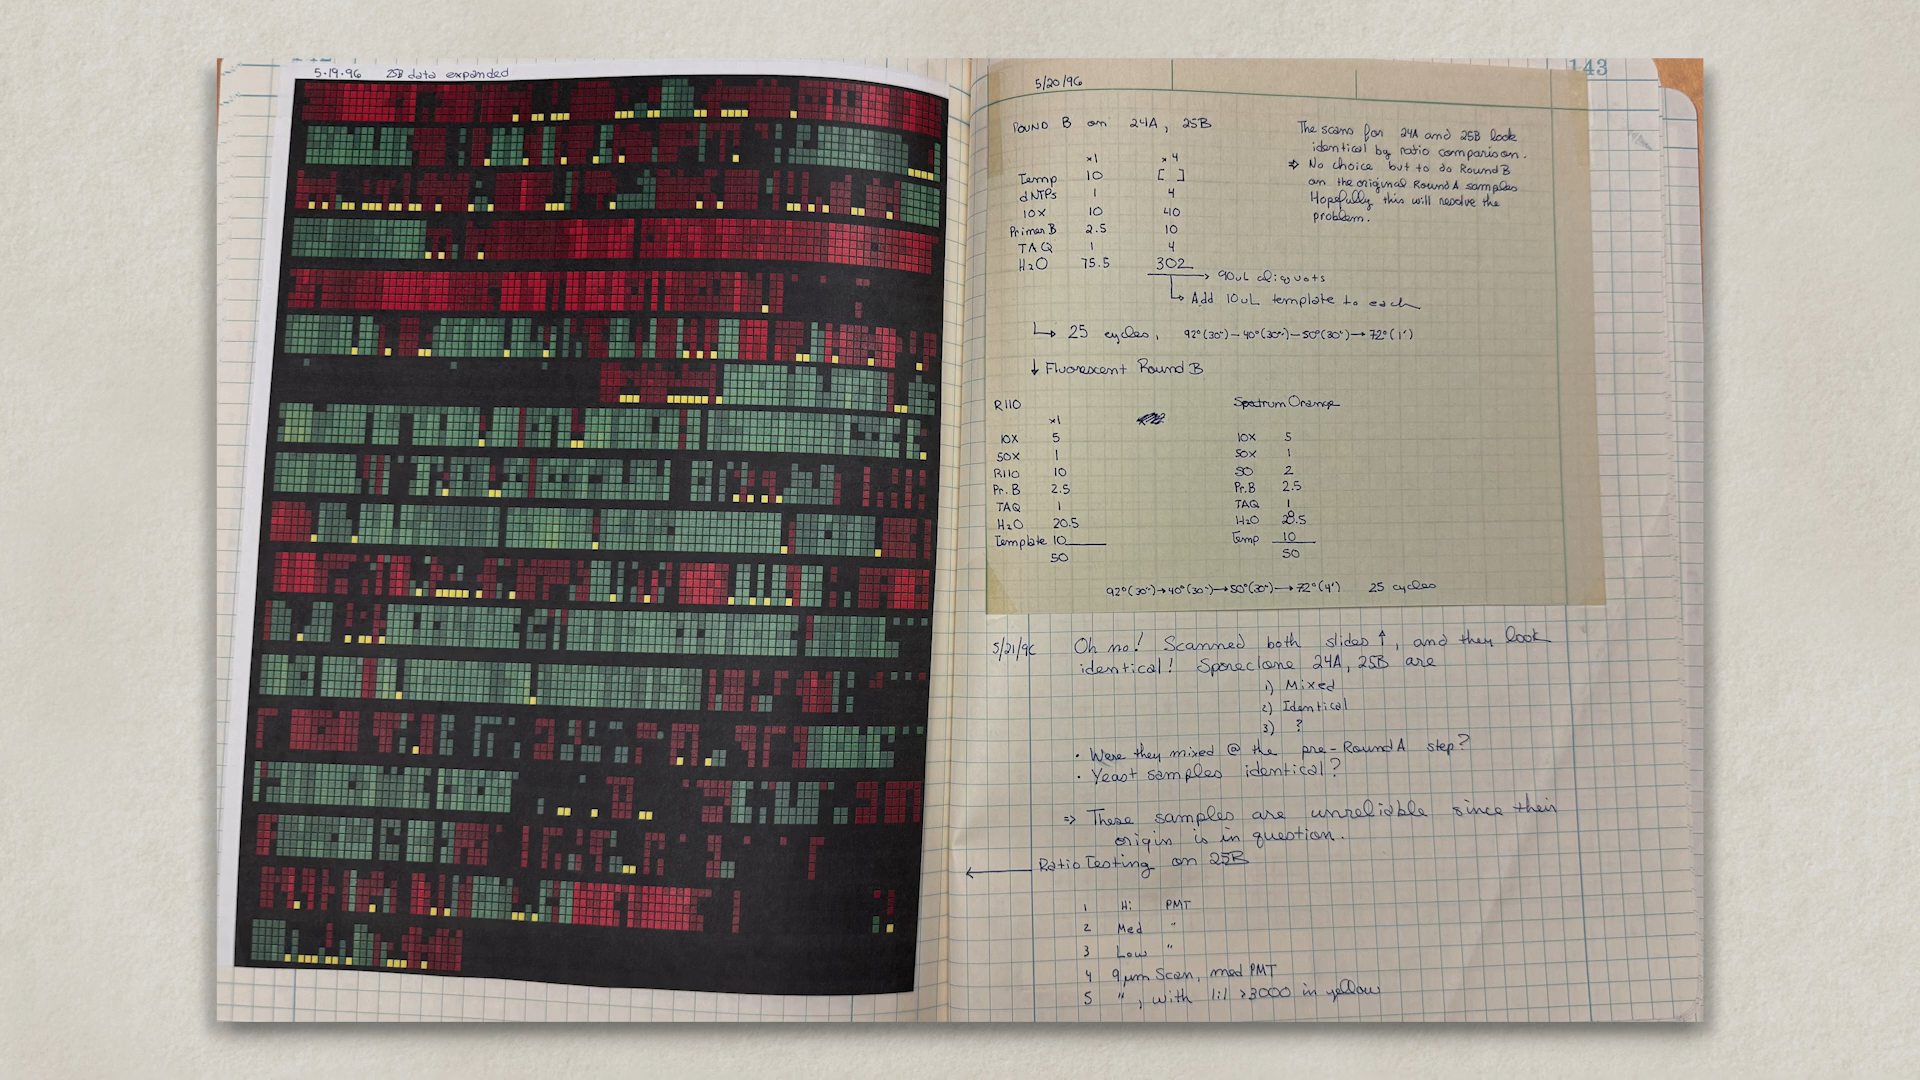 5.19.96 25B data expanded
143
5/20/96
ROUND B on 24A, 25B
x1 x4
Temp 10 [ ]
dNTPs 1 4
10X 10 40
Primer B 2.5 10
TAQ 1 4
H₂O 75.5 302
→ 90uL aliquots
↳ Add 10uL template to each
The scans for 24A and 25B look
identical by ratio comparison.
⇒ No choice but to do Round B
on the original Round A samples
Hopefully this will resolve the
problem.
↳ 25 cycles, 92°(30") – 40°(30") – 50°(30") → 72°(1')
↓ Fluorescent Round B
R110
x1
10X 5
50X 1
R110 10
Pr. B 2.5
TAQ 1
H₂O 20.5
Template 10
50
Spectrum Orange
10X 5
50X 1
SO 2
Pr.B 2.5
TAQ 1
H₂O 28.5
Temp 10
50
92°(30") → 40°(30") → 50°(30") → 72°(4') 25 cycles
5/21/96 Oh no! Scanned both slides ↑, and they look
identical! Spore clone 24A, 25B are
1) Mixed
2) Identical
3) ?
• Were they mixed @ the pre-Round A step?
• Yeast samples identical?
⇒ These samples are unreliable since their
origin is in question.
← Ratio Testing on 25B
1 Hi PMT
2 Med "
3 Low "
4 9µm Scan, med PMT
5 ", with 1:1 >3000 in yellow